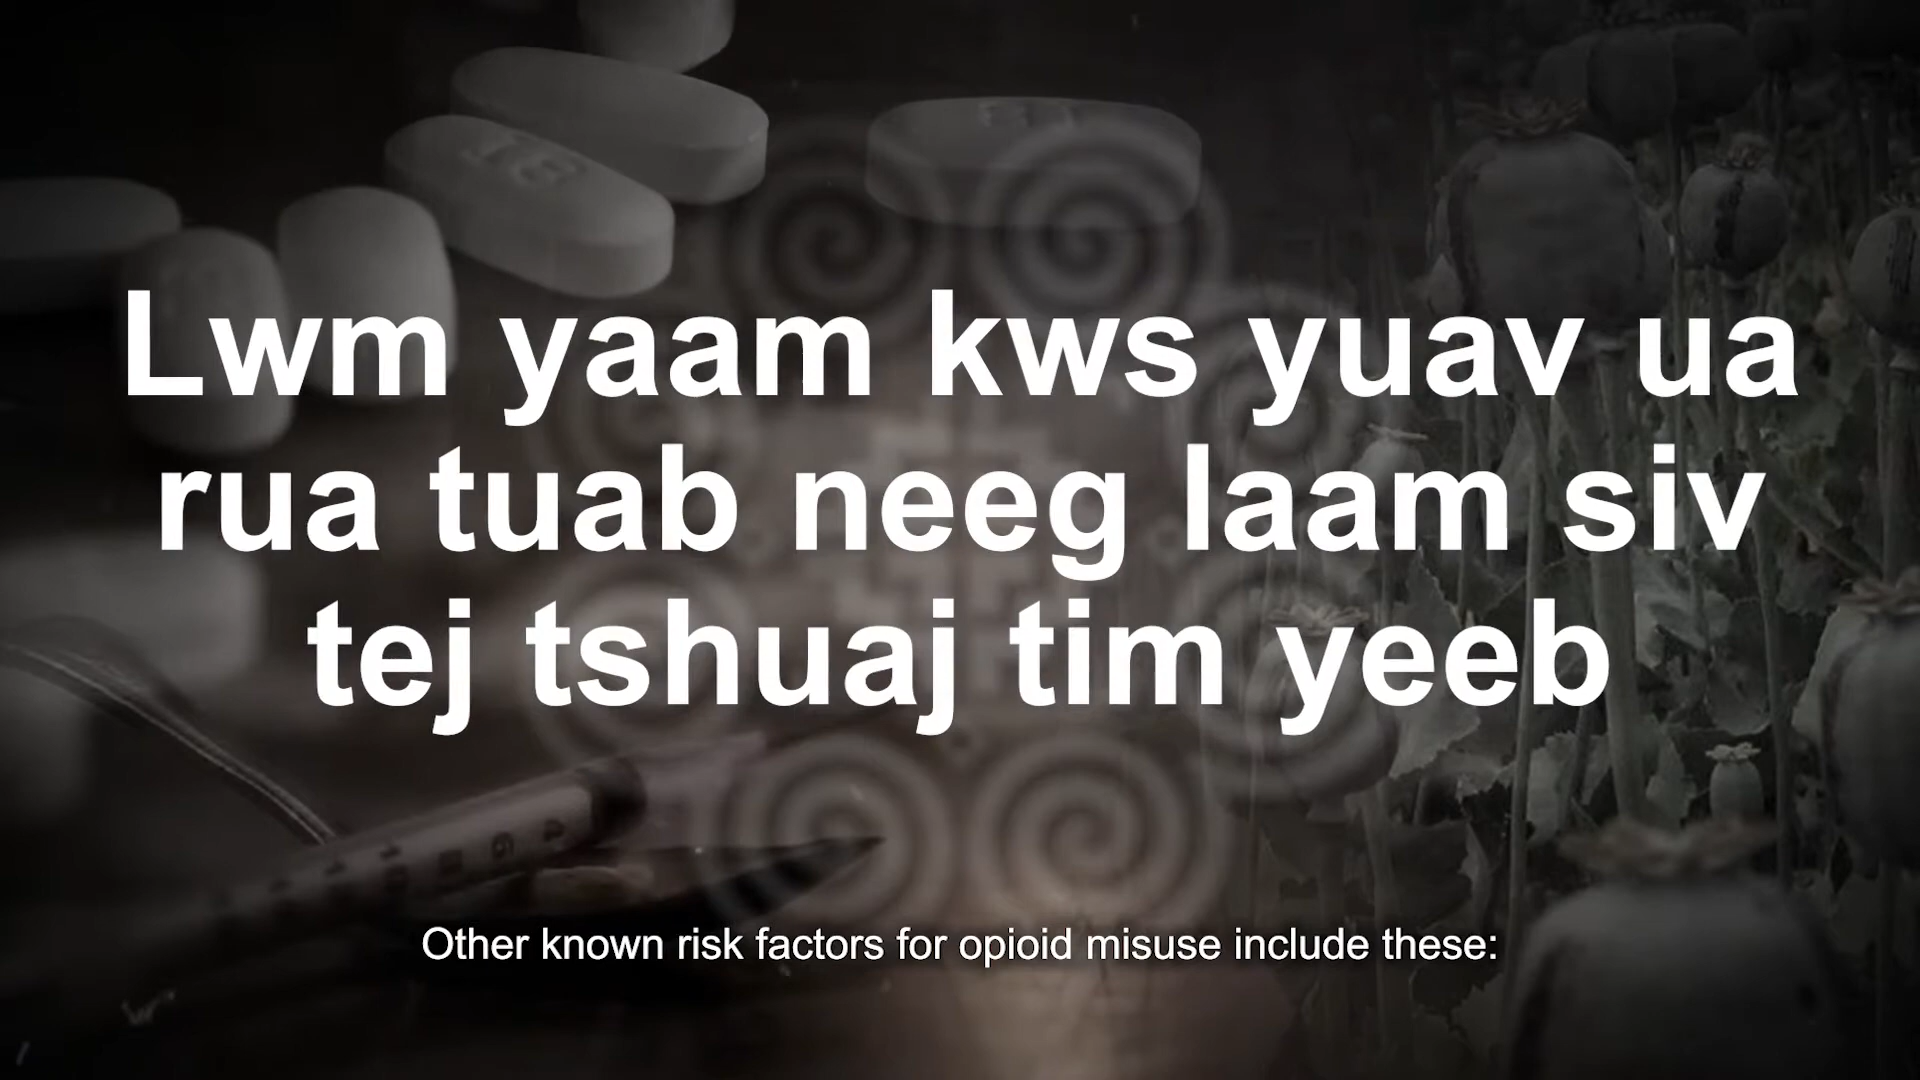 Lwm yaam kws yuav ua
rua tuab neeg laam siv
tej tshuaj tim yeeb
Other known risk factors for opioid misuse include these: